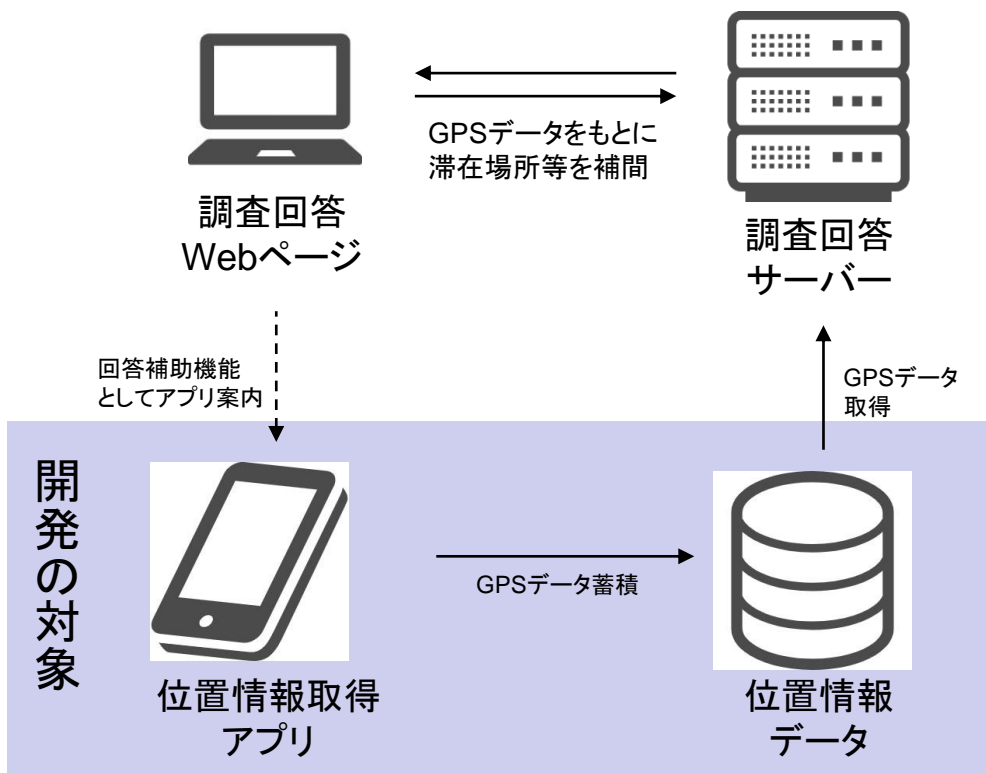 GPSデータをもとに
滞在場所等を補間
調査回答
Webページ
調査回答
サーバー
回答補助機能
としてアプリ案内
GPSデータ
取得
開発の対象
GPSデータ蓄積
位置情報取得
アプリ
位置情報
データ